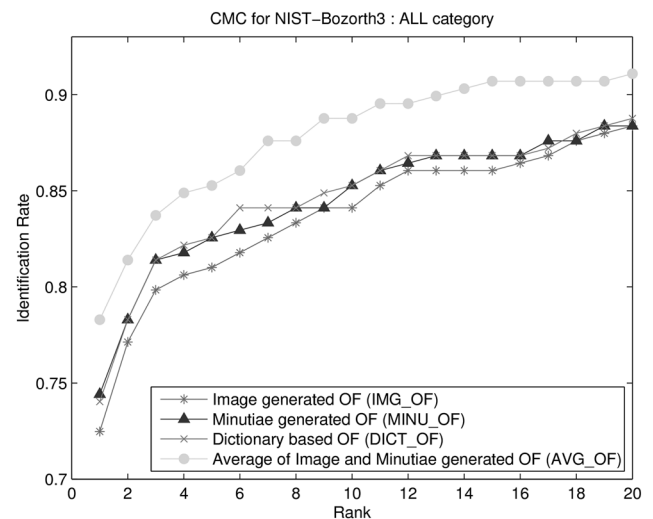 CMC for NIST−Bozorth3 : ALL category
0.9
0.85
0.8
0.75
0.7
Identification Rate
Image generated OF (IMG_OF)
Minutiae generated OF (MINU_OF)
Dictionary based OF (DICT_OF)
Average of Image and Minutiae generated OF (AVG_OF)
0 2 4 6 8 10 12 14 16 18 20
Rank